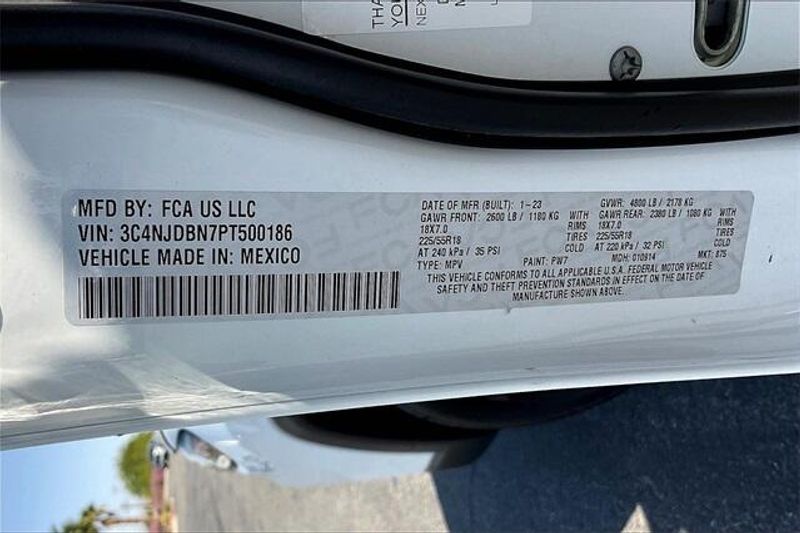 THA
YOU
NEX
MFD BY: FCA US LLC
VIN: 3C4NJDBN7PT500186
VEHICLE MADE IN: MEXICO
DATE OF MFR (BUILT): 1-23 GVWR: 4800 LB / 2178 KG
GAWR FRONT: 2600 LB / 1180 KG WITH GAWR REAR: 2380 LB / 1080 KG WITH
18X7.0 RIMS 18X7.0 RIMS
225/55R18 TIRES 225/55R18 TIRES
AT 240 kPa / 35 PSI COLD AT 220 kPa / 32 PSI COLD
TYPE: MPV PAINT: PW7 MDH: 010914 MKT: 875
THIS VEHICLE CONFORMS TO ALL APPLICABLE U.S.A. FEDERAL MOTOR VEHICLE
SAFETY AND THEFT PREVENTION STANDARDS IN EFFECT ON THE DATE OF
MANUFACTURE SHOWN ABOVE.